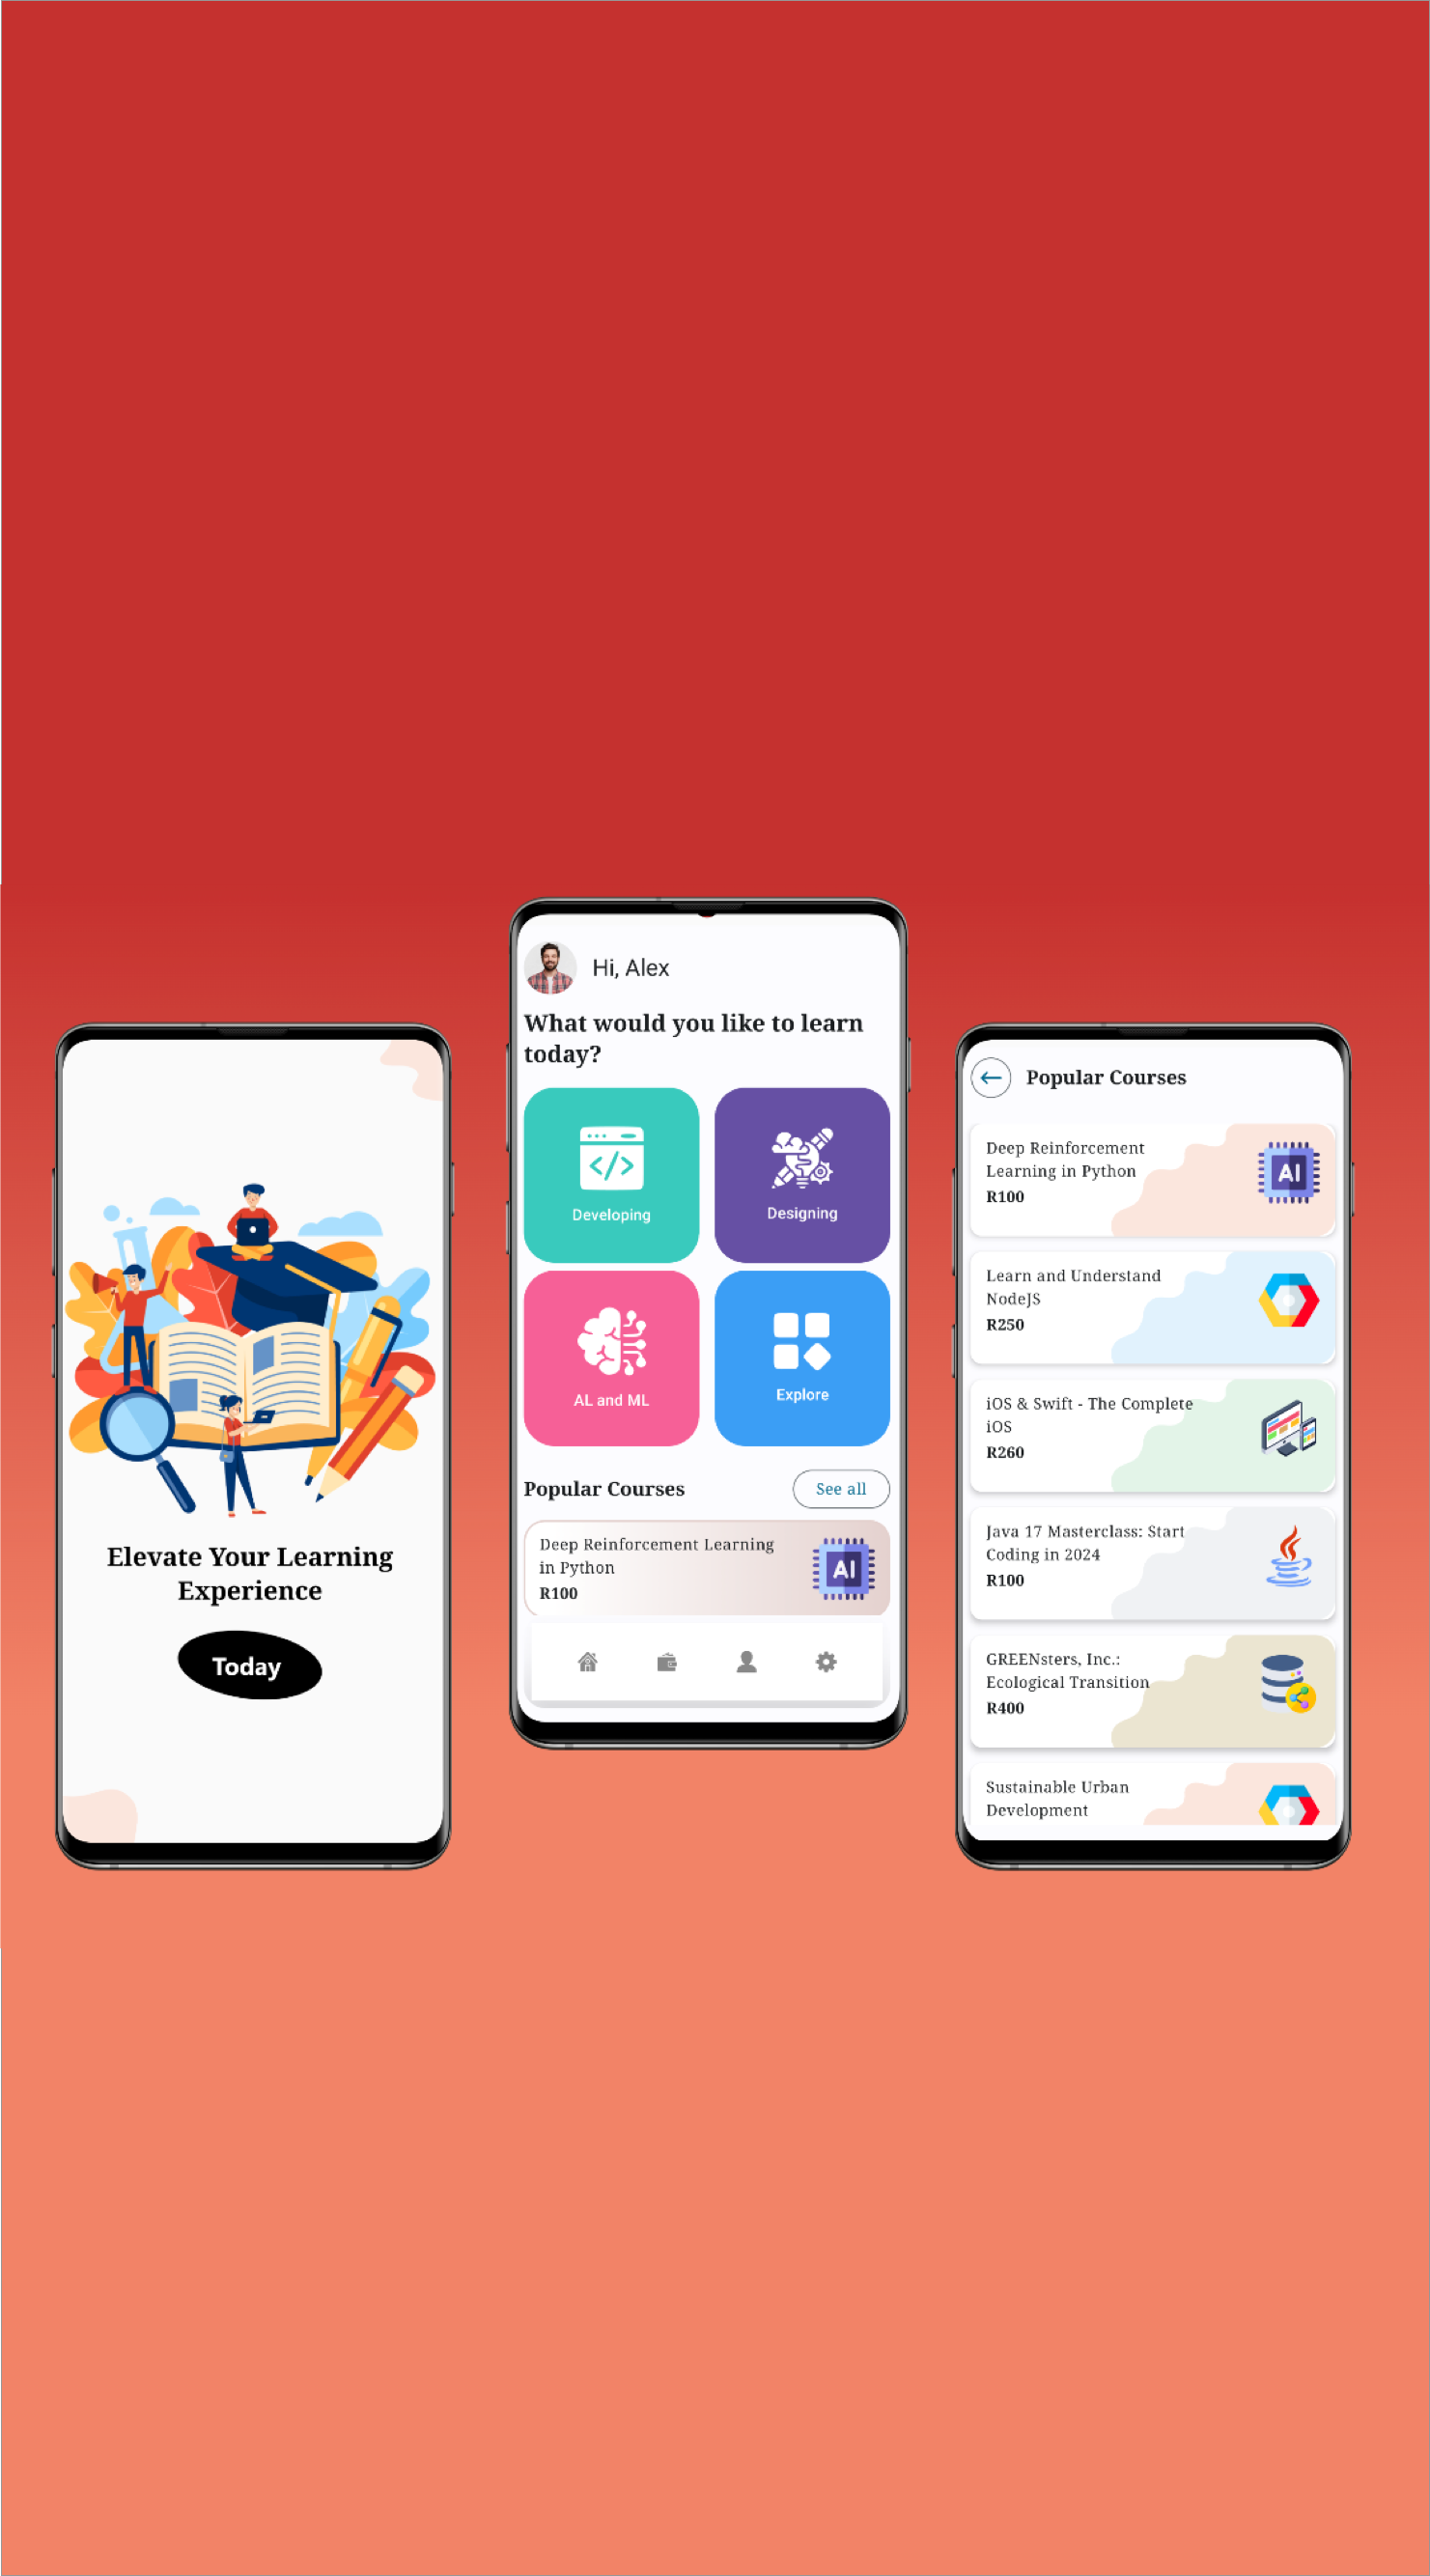 Elevate Your Learning
Experience
Today
Hi, Alex
What would you like to learn
today?
Developing
Designing
AL and ML
Explore
Popular Courses
See all
Deep Reinforcement Learning
in Python
R100
AI
Popular Courses
Deep Reinforcement
Learning in Python
R100
AI
Learn and Understand
NodeJS
R250
iOS & Swift - The Complete
iOS
R260
Java 17 Masterclass: Start
Coding in 2024
R100
GREENsters, Inc.:
Ecological Transition
R400
Sustainable Urban
Development